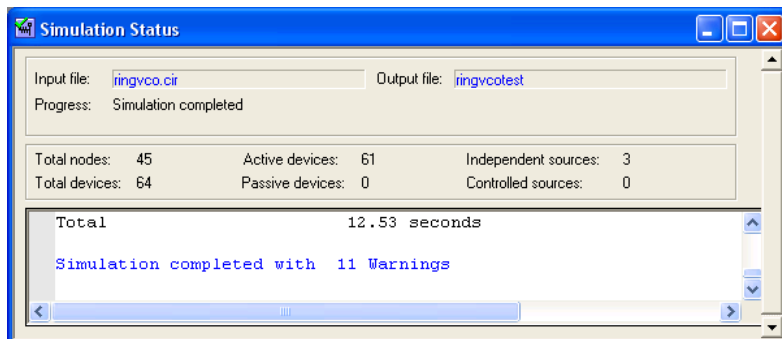 Simulation Status
Input file: ringvco.cir Output file: ringvcotest
Progress: Simulation completed
Total nodes: 45 Active devices: 61 Independent sources: 3
Total devices: 64 Passive devices: 0 Controlled sources: 0
Total 12.53 seconds
Simulation completed with 11 Warnings